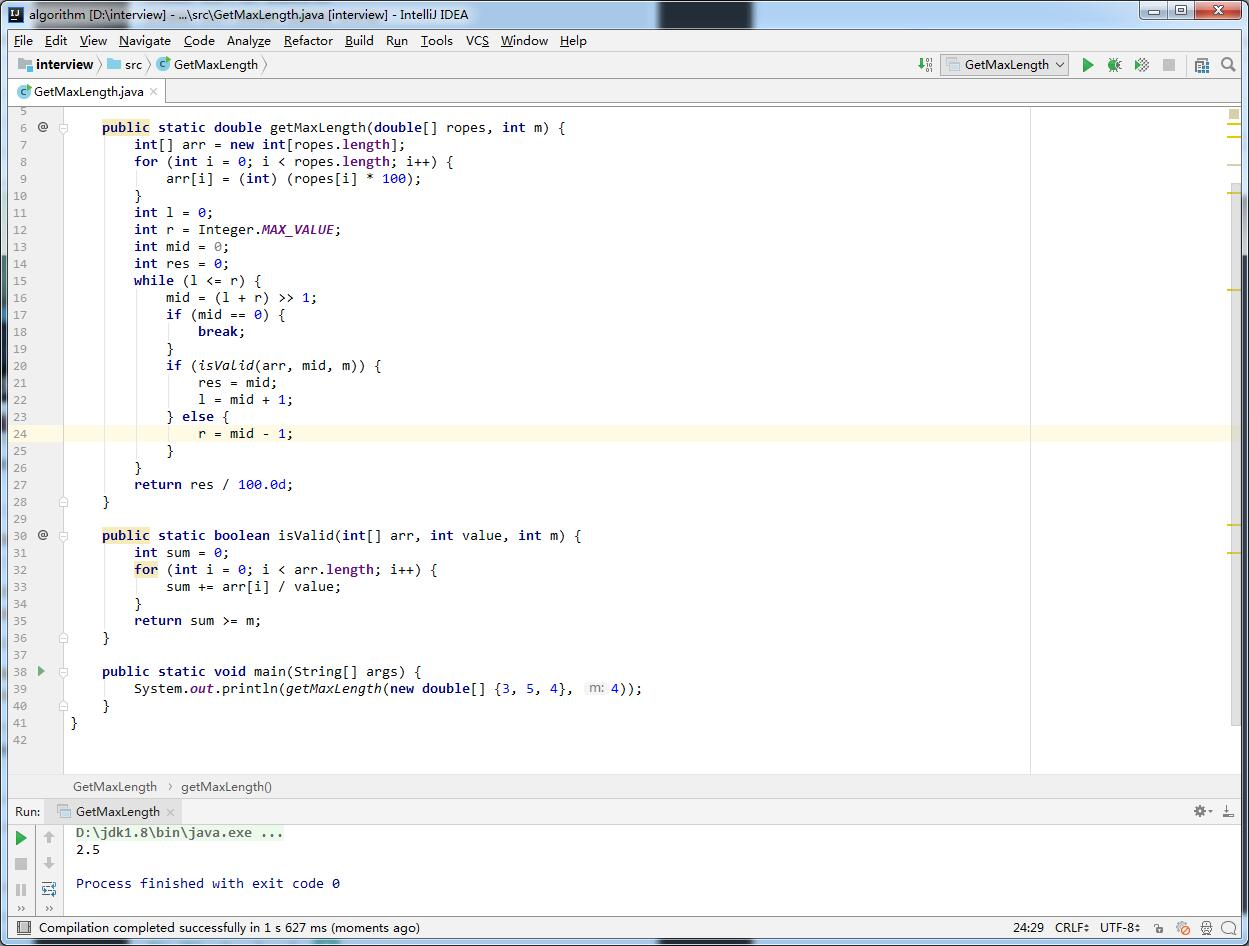 algorithm [D:\interview] - ...\src\GetMaxLength.java [interview] - IntelliJ IDEA
File Edit View Navigate Code Analyze Refactor Build Run Tools VCS Window Help
interview src GetMaxLength GetMaxLength
GetMaxLength.java
5
6 @ public static double getMaxLength(double[] ropes, int m) {
7 int[] arr = new int[ropes.length];
8 for (int i = 0; i < ropes.length; i++) {
9 arr[i] = (int) (ropes[i] * 100);
10 }
11 int l = 0;
12 int r = Integer.MAX_VALUE;
13 int mid = 0;
14 int res = 0;
15 while (l <= r) {
16 mid = (l + r) >> 1;
17 if (mid == 0) {
18 break;
19 }
20 if (isValid(arr, mid, m)) {
21 res = mid;
22 l = mid + 1;
23 } else {
24 r = mid - 1;
25 }
26 }
27 return res / 100.0d;
28 }
29
30 @ public static boolean isValid(int[] arr, int value, int m) {
31 int sum = 0;
32 for (int i = 0; i < arr.length; i++) {
33 sum += arr[i] / value;
34 }
35 return sum >= m;
36 }
37
38 public static void main(String[] args) {
39 System.out.println(getMaxLength(new double[] {3, 5, 4}, m: 4));
40 }
41 }
42
GetMaxLength › getMaxLength()
Run: GetMaxLength
D:\jdk1.8\bin\java.exe ...
2.5
Process finished with exit code 0
Compilation completed successfully in 1 s 627 ms (moments ago) 24:29 CRLF UTF-8